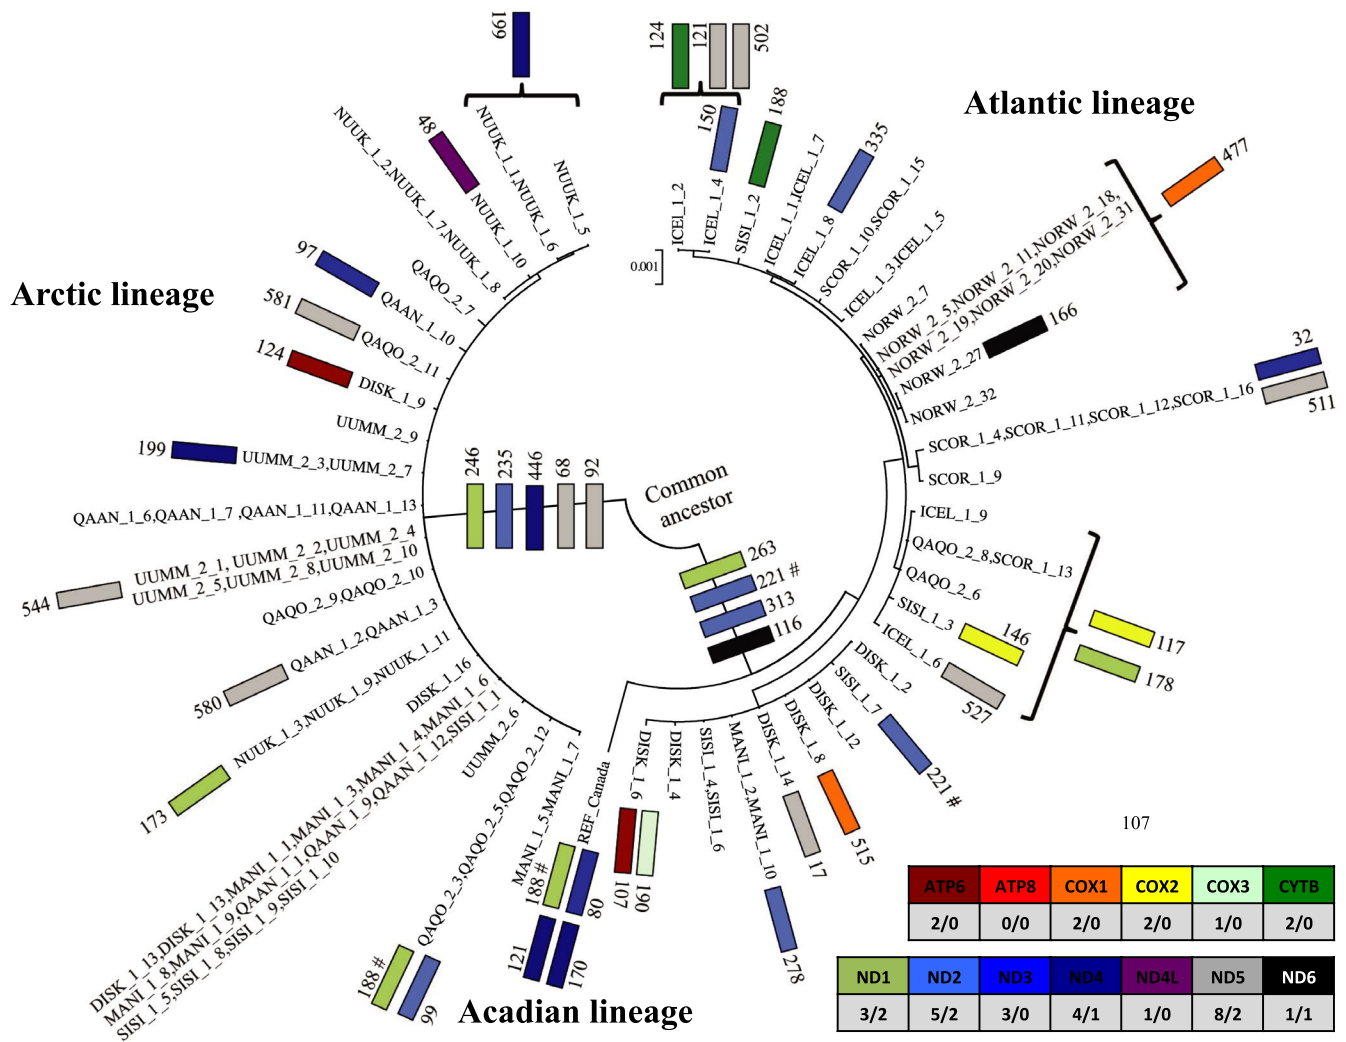 199
124
121
502
150
188
335
Atlantic lineage
477
48
NUUK_1_2,NUUK_1_7,NUUK_1_8
NUUK_1_10
NUUK_1_1,NUUK_1_6
NUUK_1_5
ICEL_1_2
ICEL_1_4
SISI_1_2
ICEL_1_1,ICEL_1_7
ICEL_1_8
SCOR_1_10,SCOR_1_15
ICEL_1_3,ICEL_1_5
NORW_2_7
NORW_2_5,NORW_2_11,NORW_2_18,
NORW_2_19,NORW_2_20,NORW_2_31
NORW_2_27
166
NORW_2_32
32
SCOR_1_4,SCOR_1_11,SCOR_1_12,SCOR_1_16
511
SCOR_1_9
0.001
Arctic lineage
97
QAQO_2_7
QAAN_1_10
581
QAQO_2_11
124
DISK_1_9
UUMM_2_9
199
UUMM_2_3,UUMM_2_7
QAAN_1_6,QAAN_1_7 ,QAAN_1_11,QAAN_1_13
UUMM_2_1, UUMM_2_2,UUMM_2_4
UUMM_2_5,UUMM_2_8,UUMM_2_10
544
QAQO_2_9,QAQO_2_10
QAAN_1_2,QAAN_1_3
580
NUUK_1_3,NUUK_1_9,NUUK_1_11
173
DISK_1_16
DISK_1_13,DISK_1_13,MANI_1_1,MANI_1_3,MANI_1_4,MANI_1_6
MANI_1_8,MANI_1_9,QAAN_1_1,QAAN_1_9,QAAN_1_12,SISI_1_1
SISI_1_5,SISI_1_8,SISI_1_9,SISI_1_10
UUMM_2_6
QAQO_2_3,QAQO_2_5,QAQO_2_12
188 #
99
MANI_1_5,MANI_1_7
188 #
121
246
235
446
68
92
Common
ancestor
263
221 #
313
116
ICEL_1_9
QAQO_2_8,SCOR_1_13
QAQO_2_6
SISI_1_3
146
ICEL_1_6
527
117
178
DISK_1_2
SISI_1_7
221 #
DISK_1_12
DISK_1_8
515
DISK_1_14
17
MANI_1_2,MANI_1_10
278
SISI_1_4,SISI_1_6
DISK_1_4
DISK_1_6
107
190
REF_Canada
80
170
Acadian lineage
107
ATP6 ATP8 COX1 COX2 COX3 CYTB
2/0 0/0 2/0 2/0 1/0 2/0
ND1 ND2 ND3 ND4 ND4L ND5 ND6
3/2 5/2 3/0 4/1 1/0 8/2 1/1